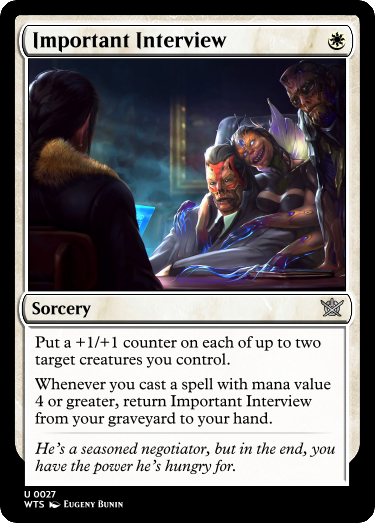 Important Interview
Sorcery
Put a +1/+1 counter on each of up to two
target creatures you control.
Whenever you cast a spell with mana value
4 or greater, return Important Interview
from your graveyard to your hand.
He's a seasoned negotiator, but in the end, you
have the power he's hungry for.
U 0027
WTS Eugeny Bunin